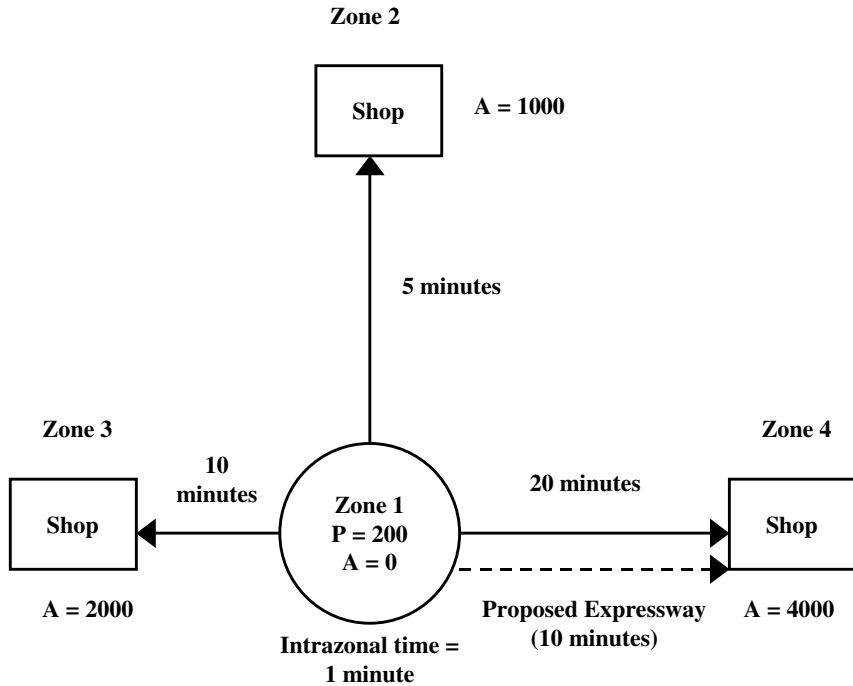 Zone 2
Shop
A = 1000
5 minutes
Zone 3
Zone 4
10
minutes
20 minutes
Shop
Zone 1
P = 200
A = 0
Shop
A = 2000
Proposed Expressway
(10 minutes)
A = 4000
Intrazonal time =
1 minute